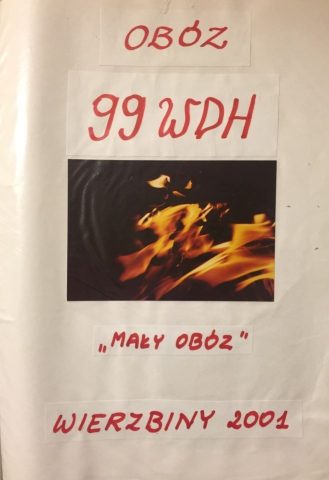 OBÓZ
99 WDH
„MAŁY OBÓZ”
WIERZBINY 2001